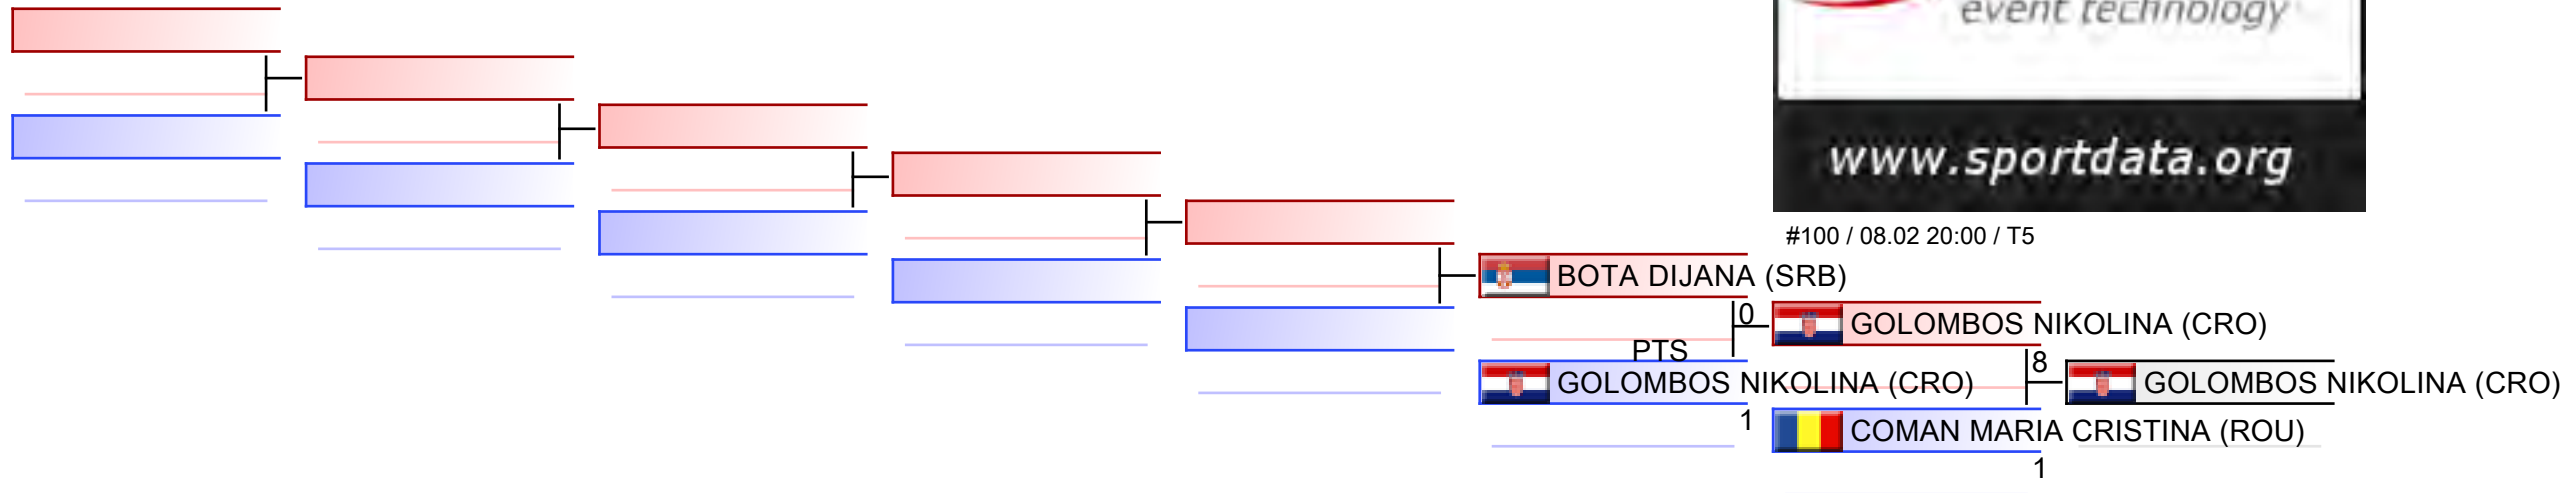 event technology
www.sportdata.org
#100 / 08.02 20:00 / T5
BOTA DIJANA (SRB)
0
GOLOMBOS NIKOLINA (CRO)
PTS
8
GOLOMBOS NIKOLINA (CRO)
GOLOMBOS NIKOLINA (CRO)
1
COMAN MARIA CRISTINA (ROU)
1